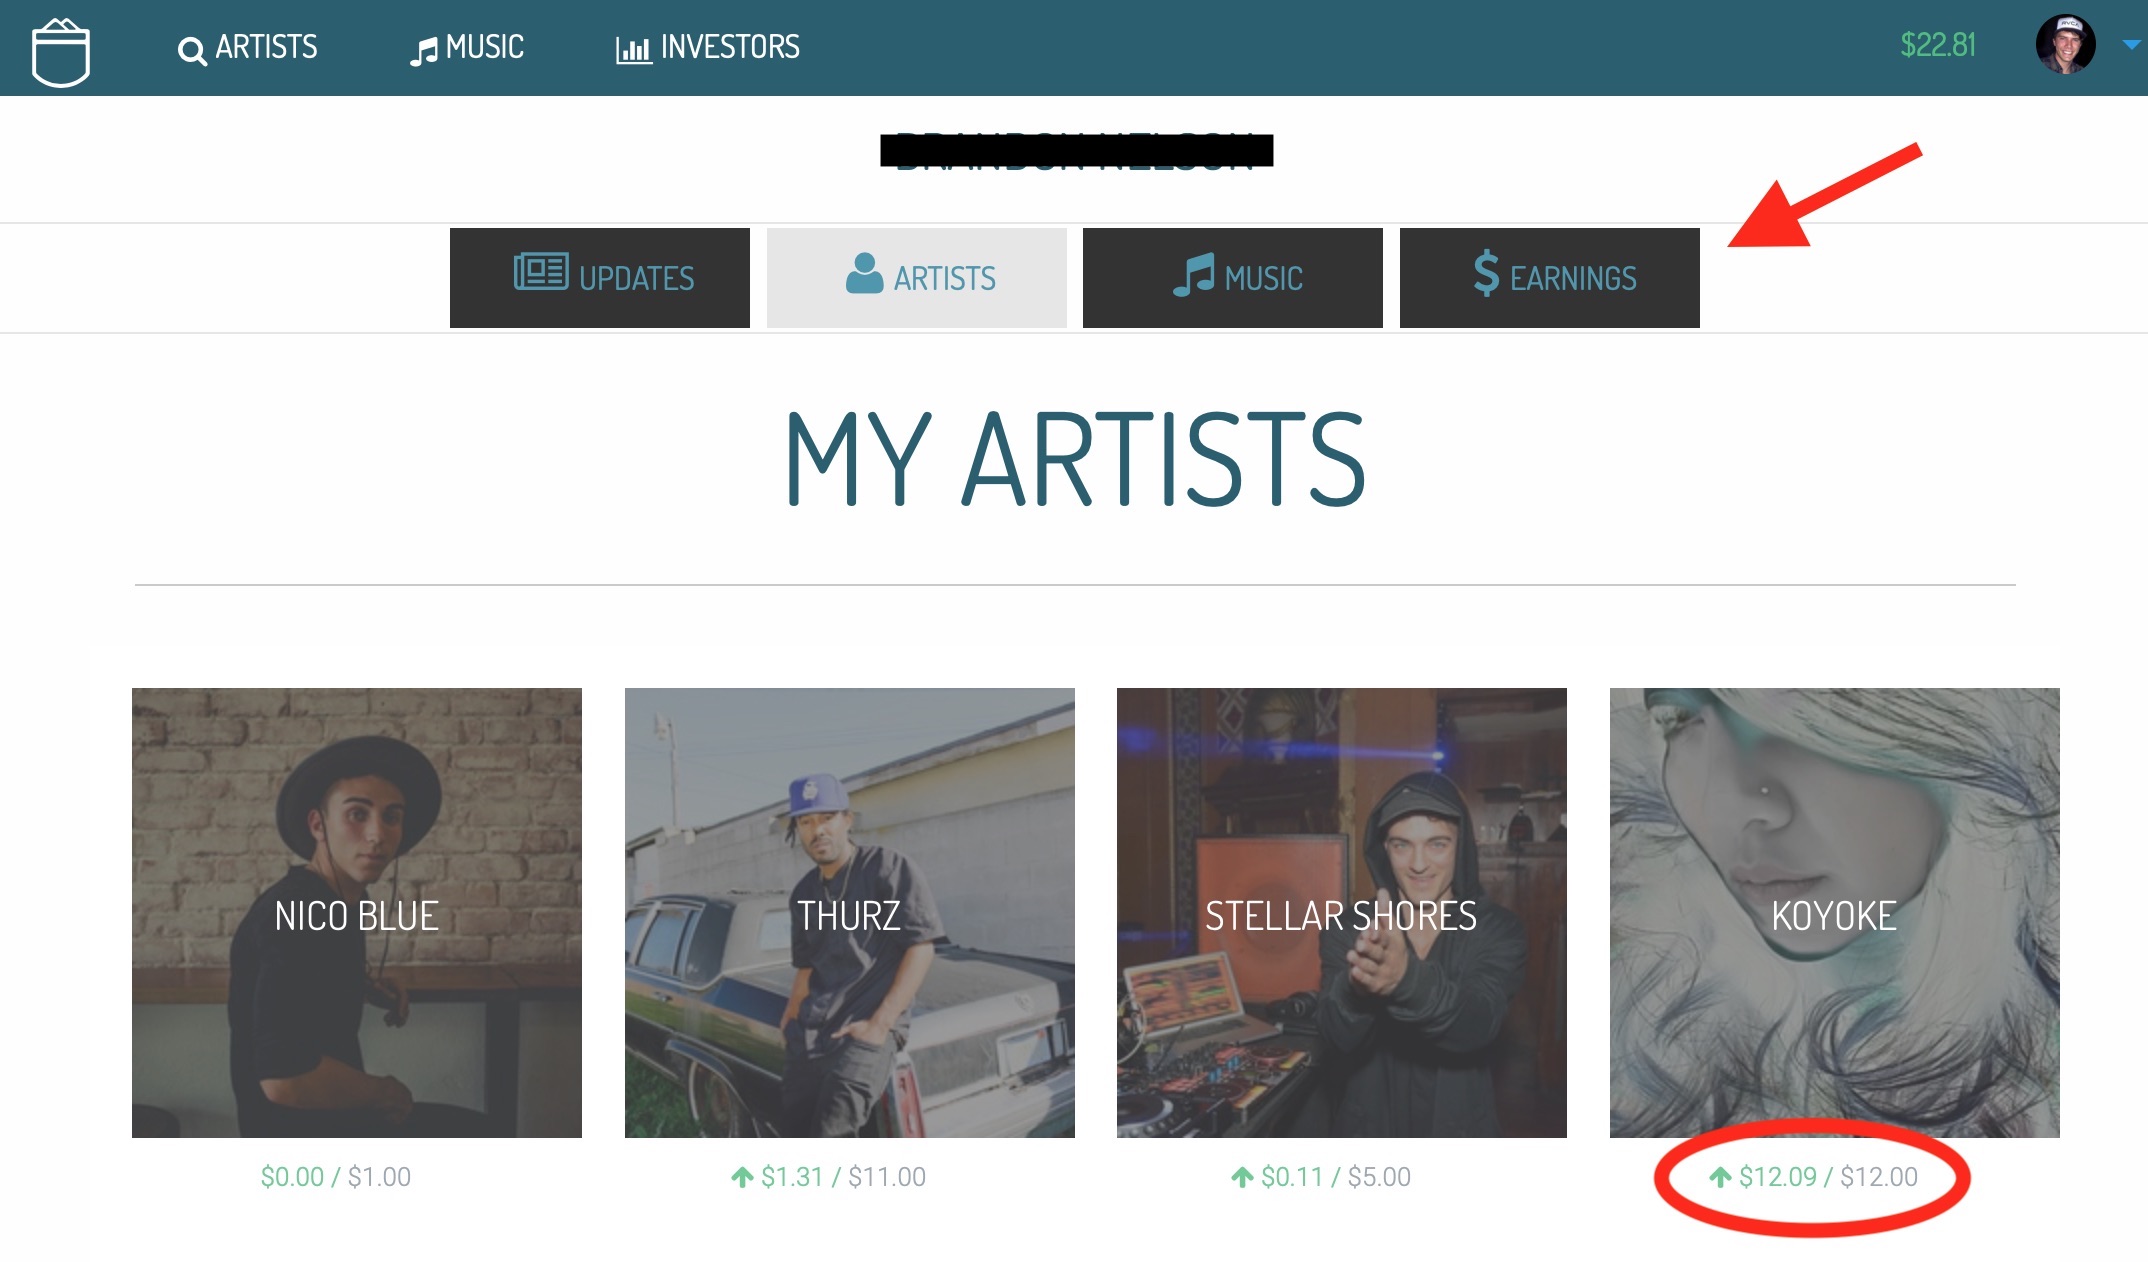 ARTISTS MUSIC INVESTORS $22.81
UPDATES ARTISTS MUSIC $ EARNINGS
MY ARTISTS
NICO BLUE THURZ STELLAR SHORES KOYOKE
$0.00 / $1.00 $1.31 / $11.00 $0.11 / $5.00 $12.09 / $12.00